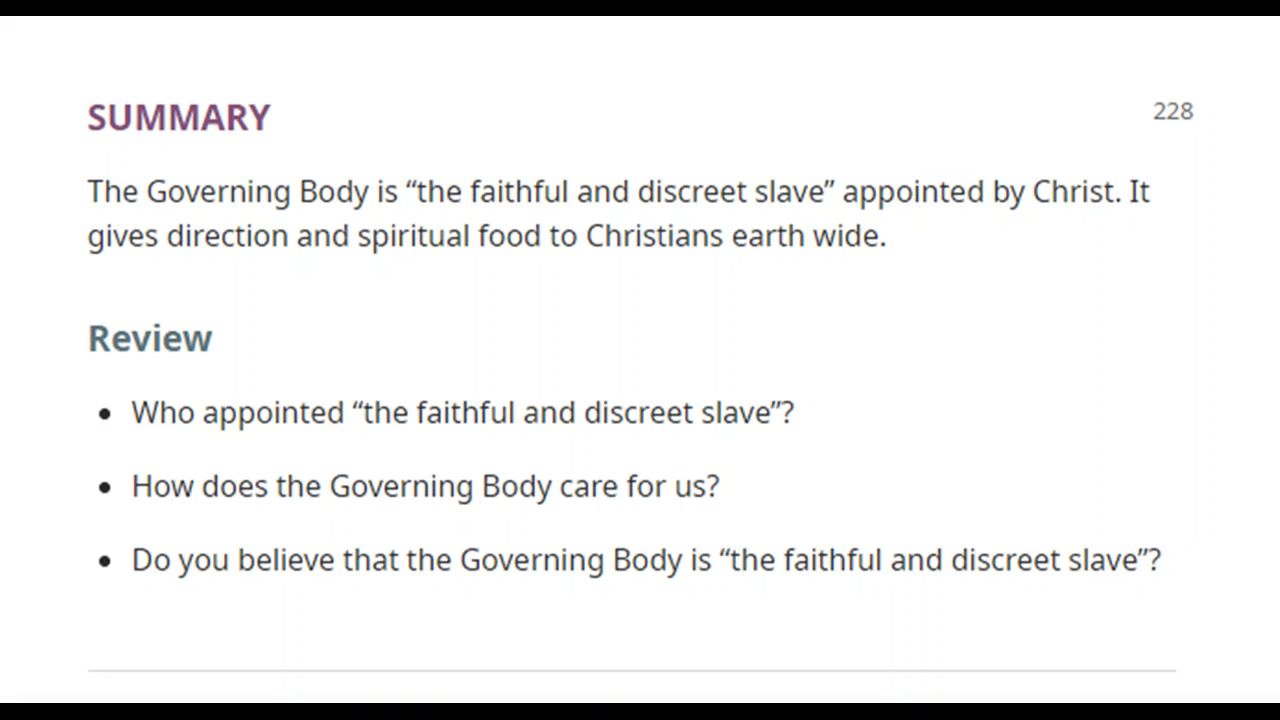 SUMMARY
228
The Governing Body is “the faithful and discreet slave” appointed by Christ. It
gives direction and spiritual food to Christians earth wide.
Review
• Who appointed “the faithful and discreet slave”?
• How does the Governing Body care for us?
• Do you believe that the Governing Body is “the faithful and discreet slave”?